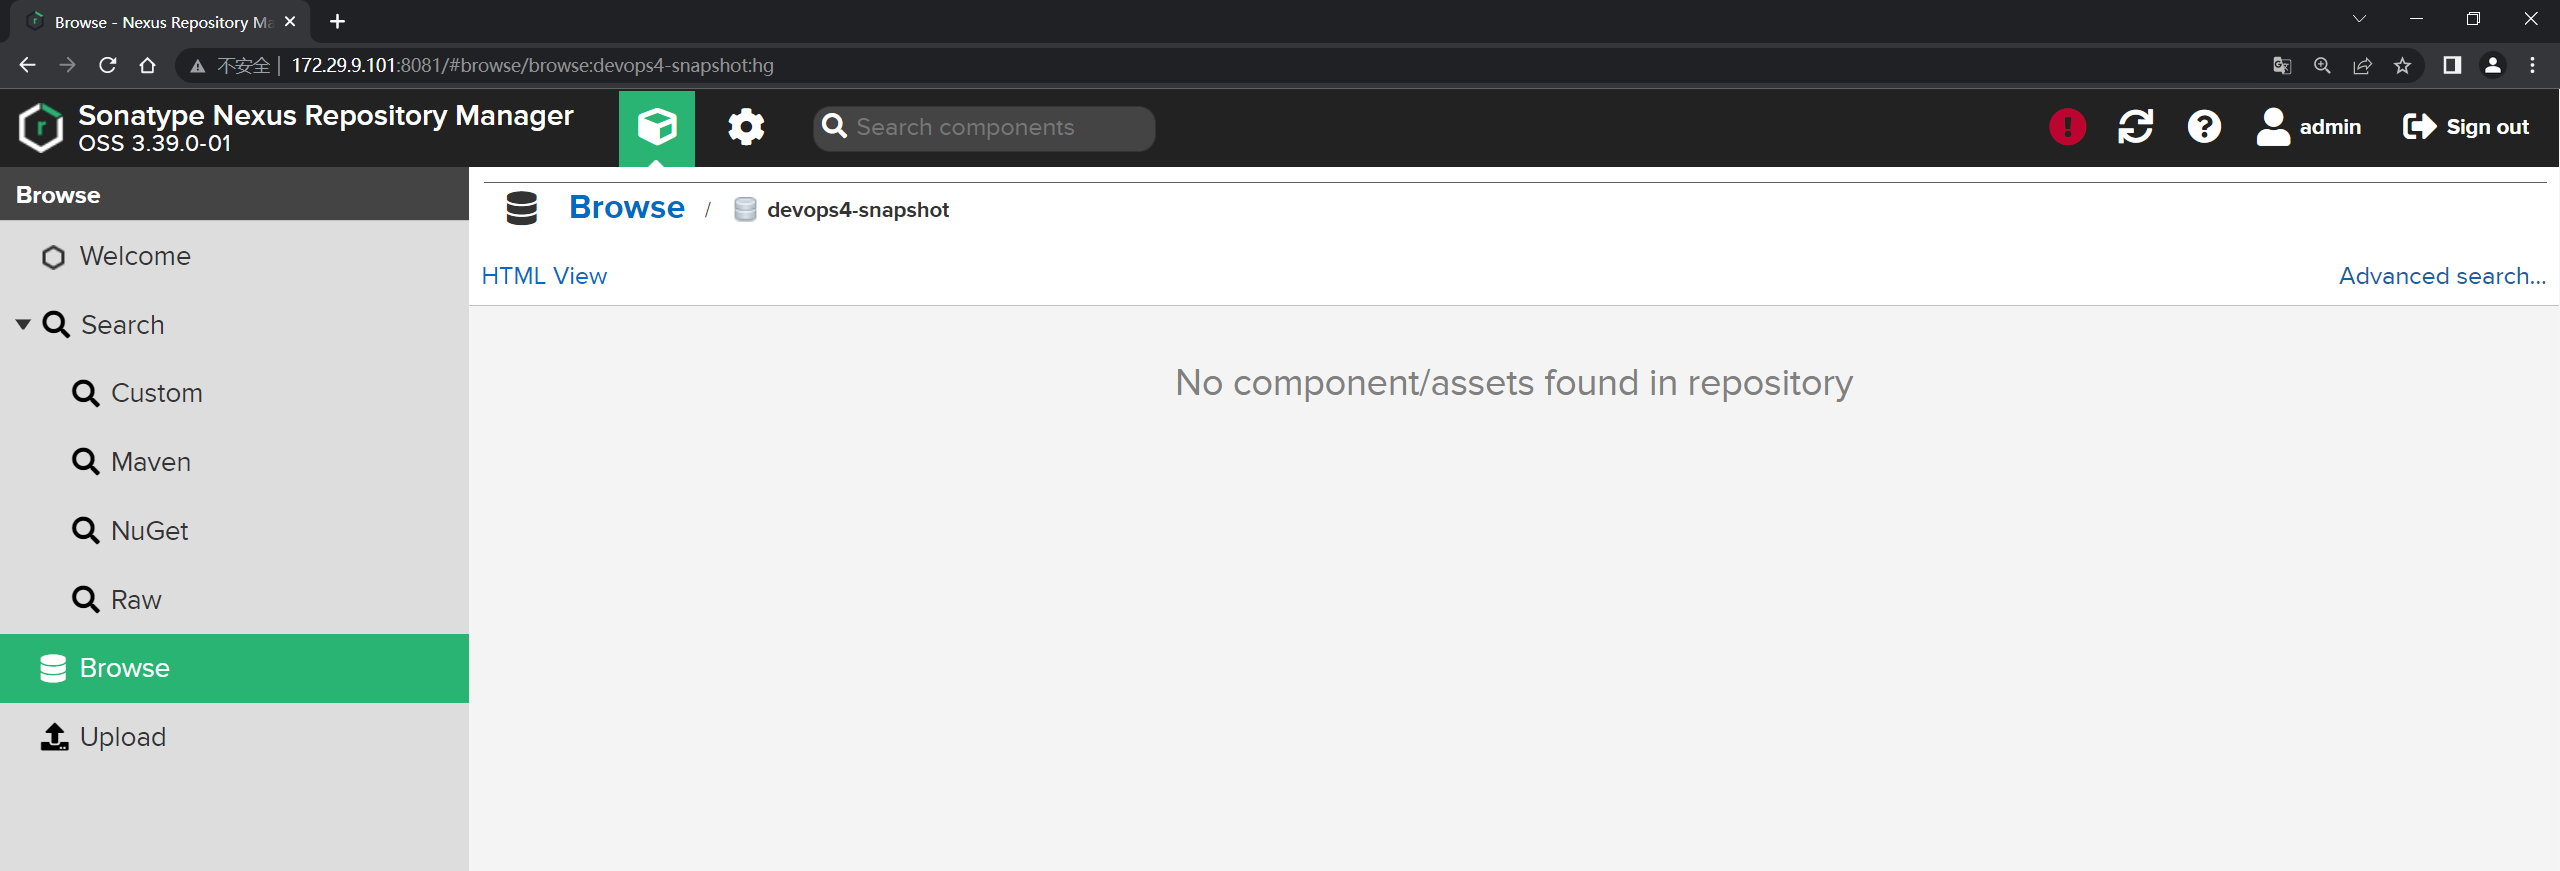 Browse - Nexus Repository Ma
不安全 | 172.29.9.101:8081/#browse/browse:devops4-snapshot:hg
Sonatype Nexus Repository Manager
OSS 3.39.0-01
Search components
admin
Sign out
Browse
Welcome
Search
Custom
Maven
NuGet
Raw
Browse
Upload
Browse / devops4-snapshot
HTML View
Advanced search...
No component/assets found in repository